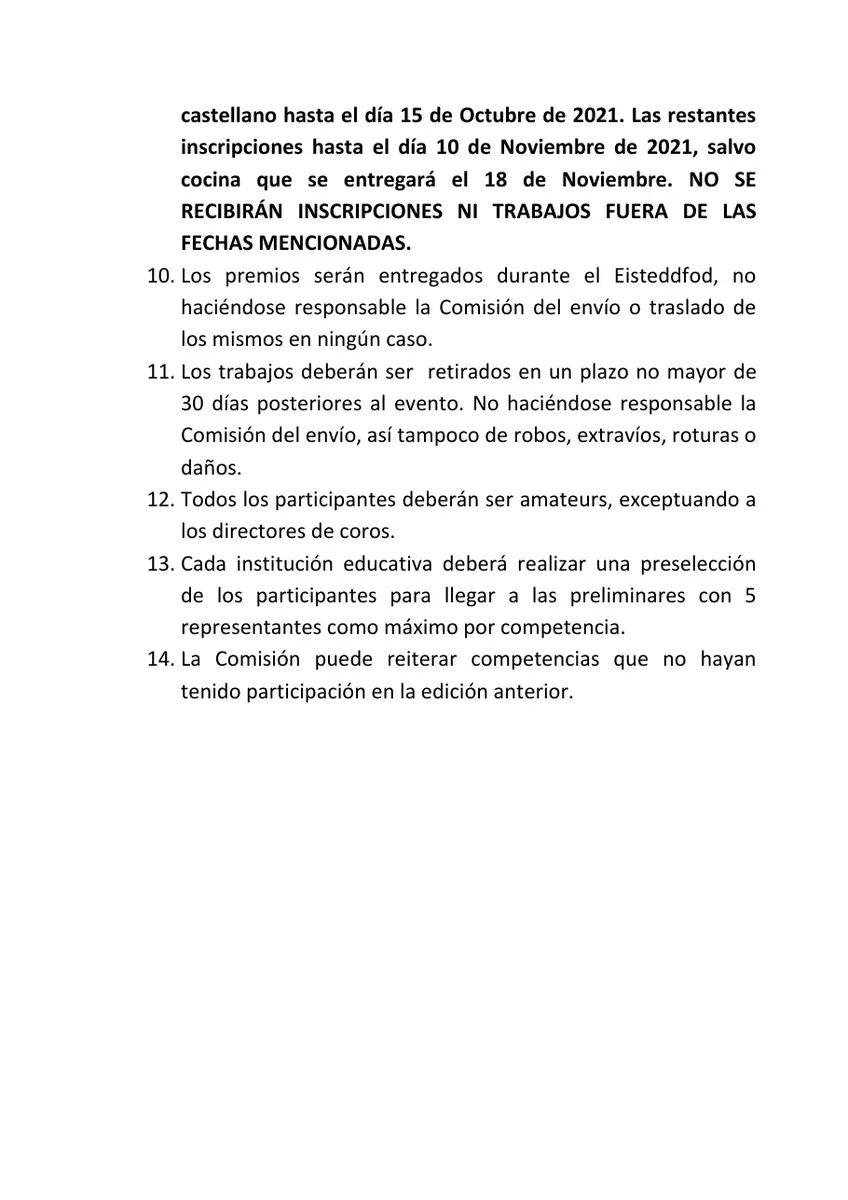 castellano hasta el día 15 de Octubre de 2021. Las restantes
inscripciones hasta el día 10 de Noviembre de 2021, salvo
cocina que se entregará el 18 de Noviembre. NO SE
RECIBIRÁN INSCRIPCIONES NI TRABAJOS FUERA DE LAS
FECHAS MENCIONADAS.
10. Los premios serán entregados durante el Eisteddfod, no
haciéndose responsable la Comisión del envío o traslado de
los mismos en ningún caso.
11. Los trabajos deberán ser  retirados en un plazo no mayor de
30 días posteriores al evento. No haciéndose responsable la
Comisión del envío, así tampoco de robos, extravíos, roturas o
daños.
12. Todos los participantes deberán ser amateurs, exceptuando a
los directores de coros.
13. Cada institución educativa deberá realizar una preselección
de los participantes para llegar a las preliminares con 5
representantes como máximo por competencia.
14. La Comisión puede reiterar competencias que no hayan
tenido participación en la edición anterior.